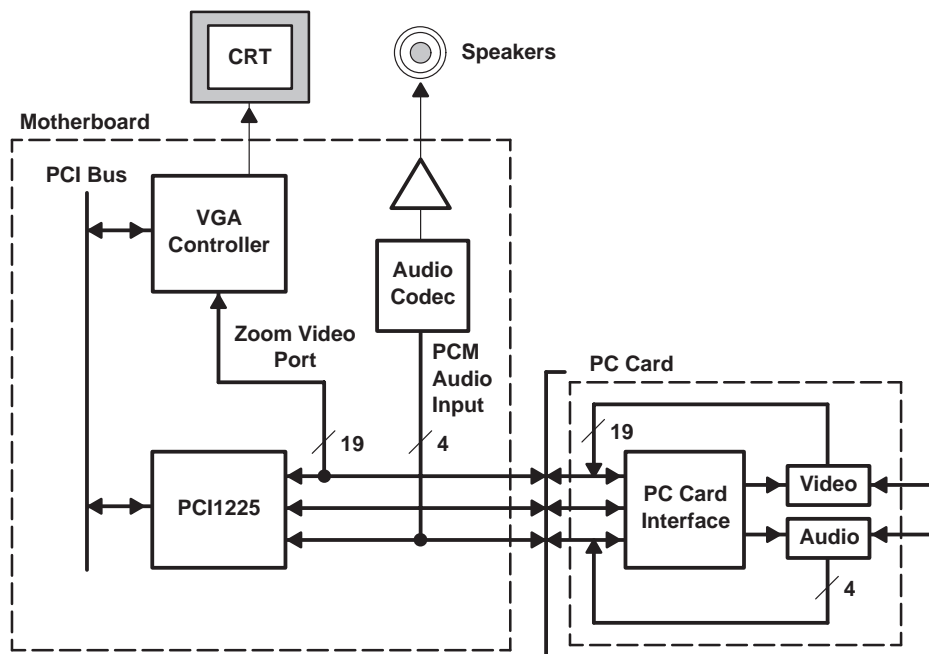 CRT
Speakers
Motherboard
PCI Bus
VGA
Controller
Audio
Codec
Zoom Video
Port
PCM
Audio
Input
PC Card
19
4
19
PCI1225
PC Card
Interface
Video
Audio
4